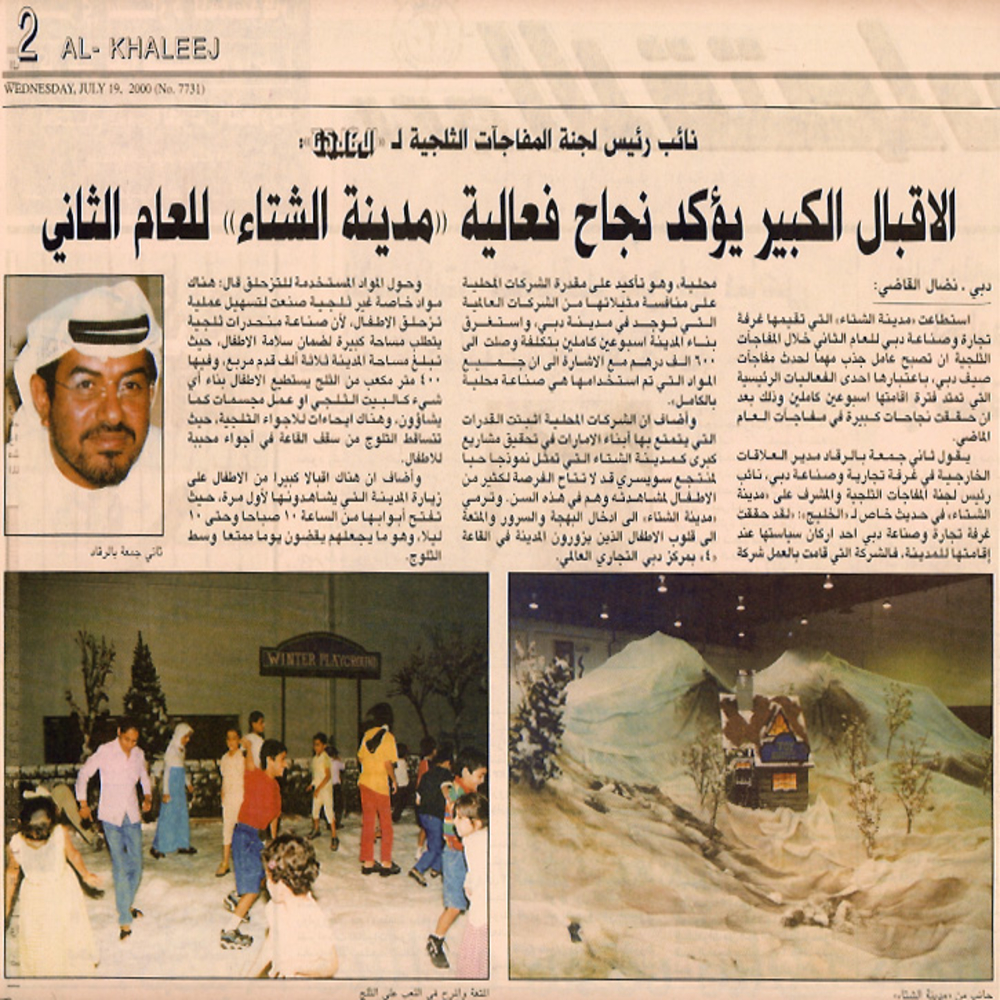 2 AL- KHALEEJ
WEDNESDAY, JULY 19, 2000 (No. 7731)
نائب رئيس لجنة المفاجآت الثلجية لـ «الخليج»:
الاقبال الكبير يؤكد نجاح فعالية «مدينة الشتاء» للعام الثاني
دبي ـ نضال القاضي:
استطاعت «مدينة الشتاء» التي تقيمها غرفة
تجارة وصناعة دبي للعام الثاني خلال المفاجآت
الثلجية ان تصبح عامل جذب مهماً لحدث مفاجآت
صيف دبي، باعتبارها احدى الفعاليات الرئيسية
التي تمتد فترة اقامتها اسبوعين كاملين وذلك بعد
ان حققت نجاحات كبيرة في مفاجآت العام
الماضي.
يقول ثاني جمعة بالرقاد مدير العلاقات
الخارجية في غرفة تجارية وصناعة دبي، نائب
رئيس لجنة المفاجآت الثلجية والمشرف على «مدينة
الشتاء» في حديث خاص لـ «الخليج»: «لقد حققت
غرفة تجارة وصناعة دبي احد اركان سياستها عند
إقامتها للمدينة، فالشركة التي قامت بالعمل شركة
محلية، وهو تأكيد على مقدرة الشركات المحلية
على منافسة مثيلاتها من الشركات العالمية
التي توجد في مدينة دبي، واستغرق
بناء المدينة اسبوعين كاملين بتكلفة وصلت الى
٦٠٠ الف درهم مع الاشارة الى ان جميع
المواد التي تم استخدامها هي صناعة محلية
بالكامل».
وأضاف ان الشركات المحلية اثبتت القدرات
التي يتمتع بها أبناء الامارات في تحقيق مشاريع
كبرى كمدينة الشتاء التي تمثل نموذجا حيا
لمنتجع سويسري قد لا تتاح الفرصة لكثير من
الاطفال لمشاهدته وهم في هذه السن. وترمي
«مدينة الشتاء» الى ادخال البهجة والسرور والمتعة
الى قلوب الاطفال الذين يزورون المدينة في القاعة
«٤» بمركز دبي التجاري العالمي.
وحول المواد المستخدمة للتزحلق قال: هناك
مواد خاصة غير ثلجية صنعت لتسهيل عملية
تزحلق الاطفال، لأن صناعة منحدرات ثلجية
يتطلب مساحة كبيرة لضمان سلامة الاطفال، حيث
تبلغ مساحة المدينة ثلاثة ألف قدم مربع، وفيها
٤٠٠ متر مكعب من الثلج يستطيع الاطفال بناء أي
شيء كالبيت الثلجي او عمل مجسمات كما
يشاؤون، وهناك ايحاءات للاجواء الثلجية، حيث
تتساقط الثلوج من سقف القاعة في أجواء محببة
للاطفال.
وأضاف ان هناك اقبالا كبيرا من الاطفال على
زيارة المدينة التي يشاهدونها لأول مرة، حيث
تفتح أبوابها من الساعة ١٠ صباحا وحتى ١٠
ليلا، وهو ما يجعلهم يقضون يوما ممتعا وسط
الثلوج.
ثاني جمعة بالرقاد
WINTER PLAYGROUND
جانب من «مدينة الشتاء»
المتعة والمرح في اللعب على الثلج